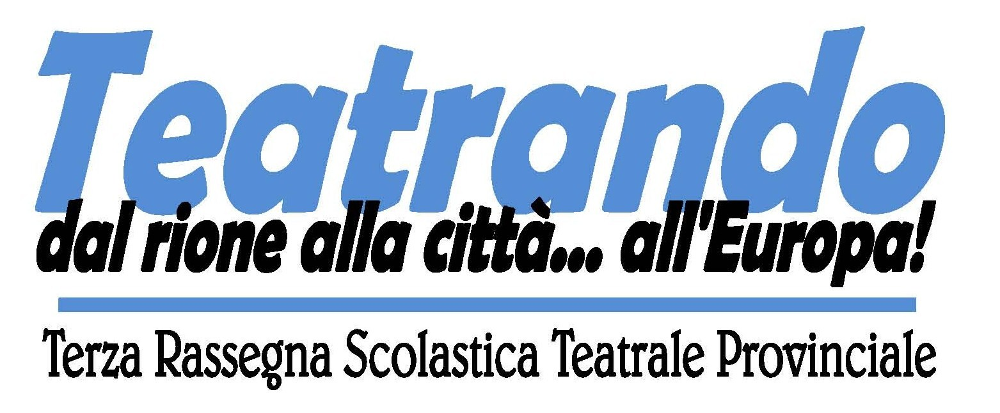 Teatrando
dal rione alla città... all'Europa!
Terza Rassegna Scolastica Teatrale Provinciale